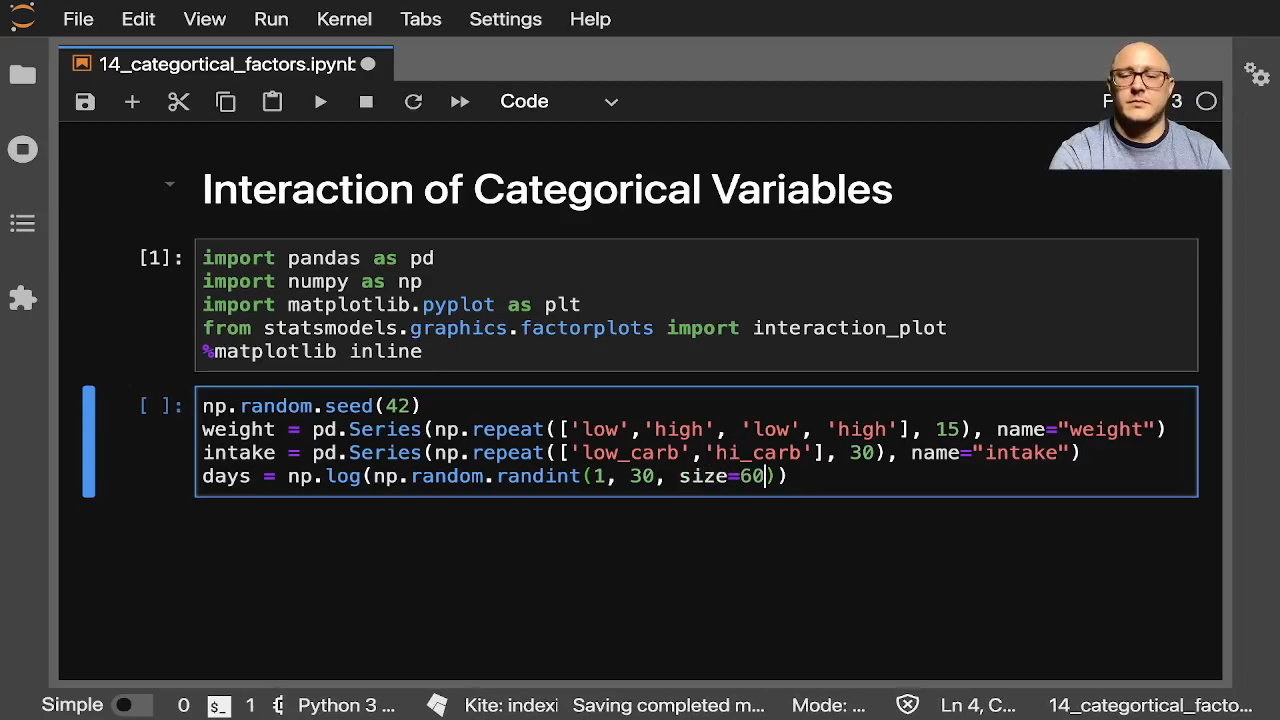 File Edit View Run Kernel Tabs Settings Help
14_categortical_factors.ipynb
Code
3
Interaction of Categorical Variables
[1]:
import pandas as pd
import numpy as np
import matplotlib.pyplot as plt
from statsmodels.graphics.factorplots import interaction_plot
%matplotlib inline
[ ]:
np.random.seed(42)
weight = pd.Series(np.repeat(['low','high', 'low', 'high'], 15), name="weight")
intake = pd.Series(np.repeat(['low_carb','hi_carb'], 30), name="intake")
days = np.log(np.random.randint(1, 30, size=60))
Simple 0 $_ 1 Python 3 ... Kite: indexi Saving completed m... Mode: ... Ln 4, C... 14_categortical_facto...